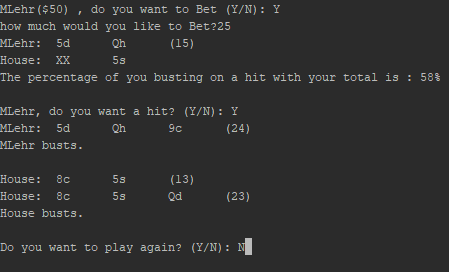 MLehr($50) , do you want to Bet (Y/N): Y
how much would you like to Bet?25
MLehr: 5d Qh (15)
House: XX 5s
The percentage of you busting on a hit with your total is : 58%
MLehr, do you want a hit? (Y/N): Y
MLehr: 5d Qh 9c (24)
MLehr busts.
House: 8c 5s (13)
House: 8c 5s Qd (23)
House busts.
Do you want to play again? (Y/N): N